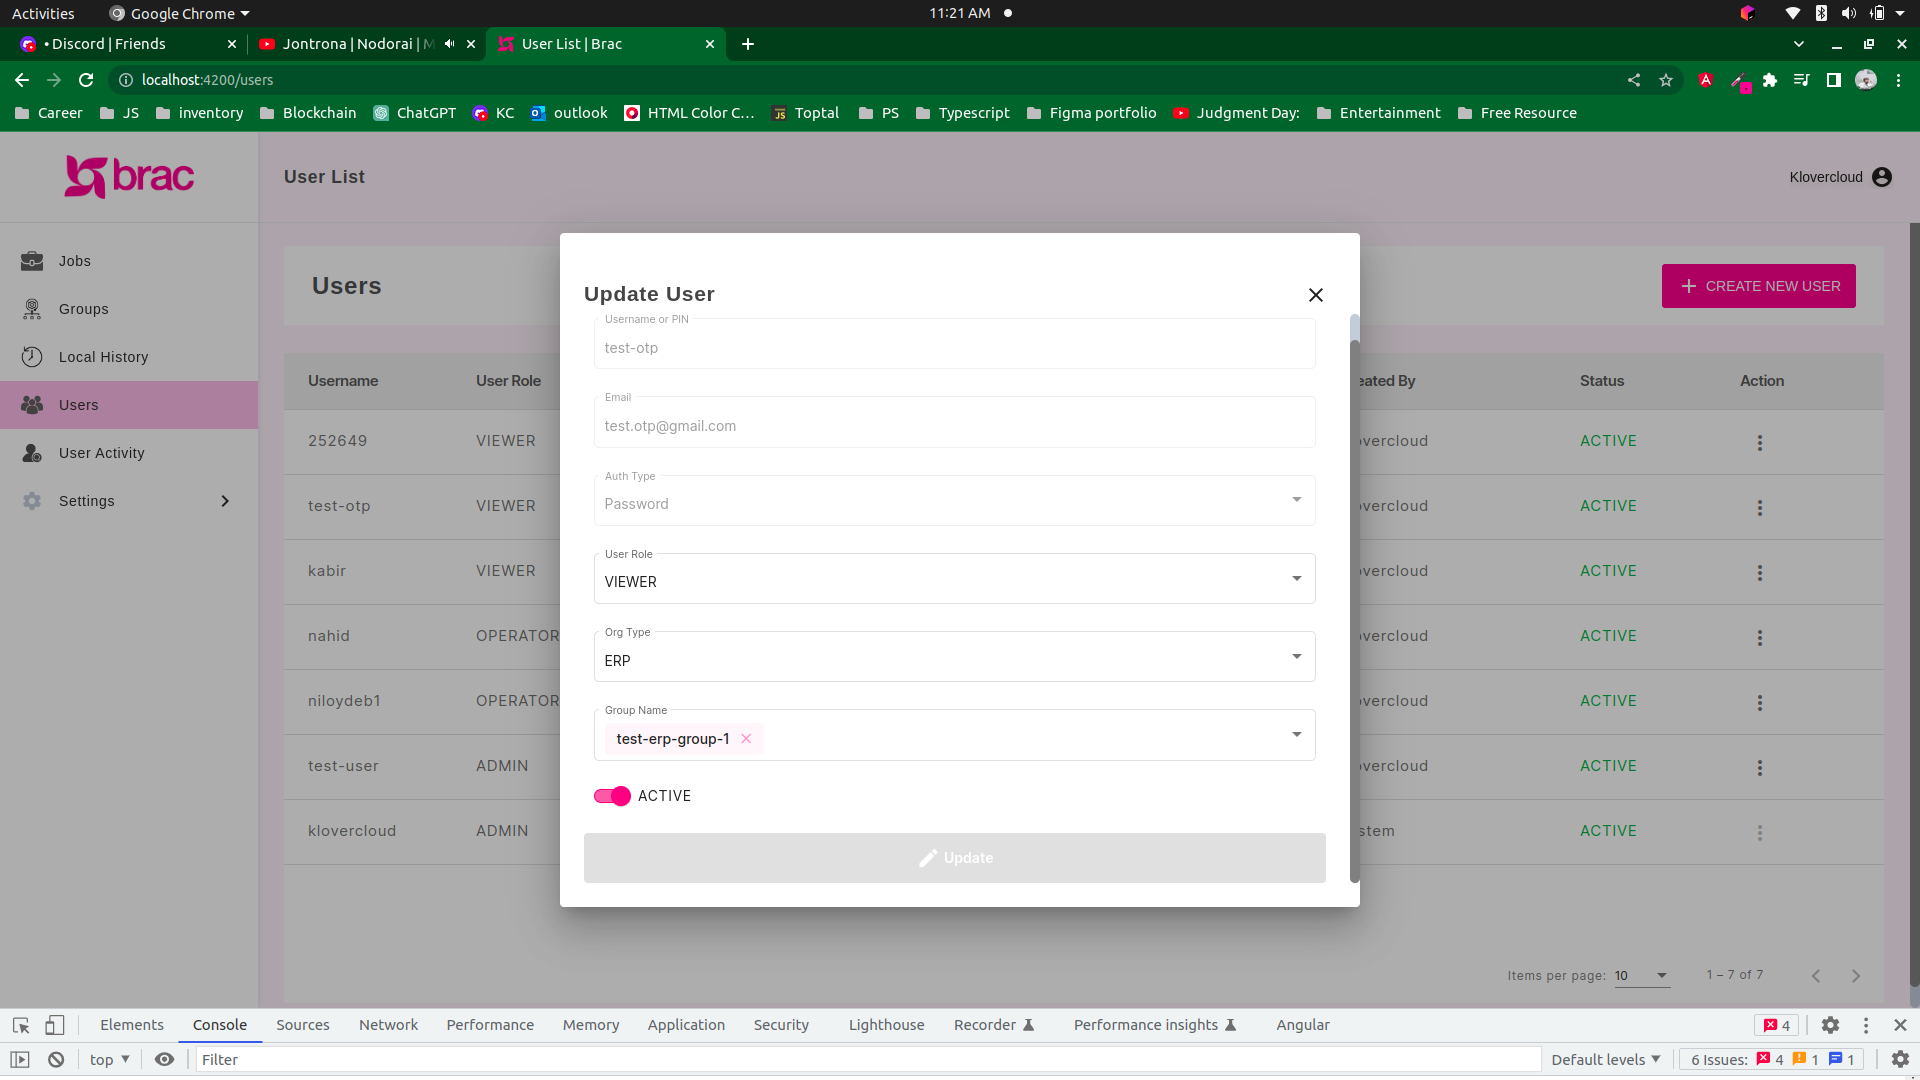 Activities
Google Chrome
11:21 AM
• Discord | Friends
Jontrona | Nodorai | M
User List | Brac
localhost:4200/users
Career
JS
inventory
Blockchain
ChatGPT
KC
outlook
HTML Color C...
Toptal
PS
Typescript
Figma portfolio
Judgment Day:
Entertainment
Free Resource
brac
User List
Klovercloud
Jobs
Groups
Local History
Users
User Activity
Settings
Users
CREATE NEW USER
Username
User Role
eated By
Status
Action
252649
VIEWER
overcloud
ACTIVE
test-otp
VIEWER
overcloud
ACTIVE
kabir
VIEWER
overcloud
ACTIVE
nahid
OPERATOR
overcloud
ACTIVE
niloydeb1
OPERATOR
overcloud
ACTIVE
test-user
ADMIN
overcloud
ACTIVE
klovercloud
ADMIN
stem
ACTIVE
Update User
Username or PIN
test-otp
Email
test.otp@gmail.com
Auth Type
Password
User Role
VIEWER
Org Type
ERP
Group Name
test-erp-group-1
ACTIVE
Update
Items per page: 10
1 – 7 of 7
Elements
Console
Sources
Network
Performance
Memory
Application
Security
Lighthouse
Recorder
Performance insights
Angular
4
top
Filter
Default levels
6 Issues: 4 1 1